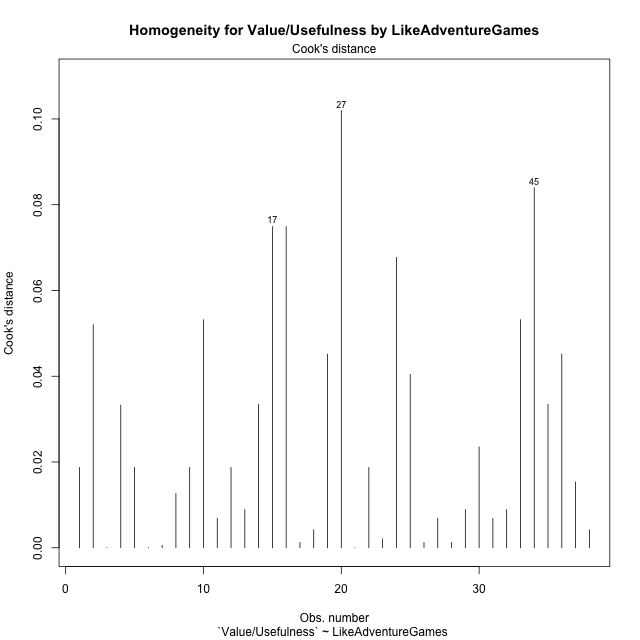 Homogeneity for Value/Usefulness by LikeAdventureGames
Cook's distance
27
45
17
0.10
0.08
0.06
0.04
0.02
0.00
Cook's distance
0 10 20 30
Obs. number
`Value/Usefulness` ~ LikeAdventureGames